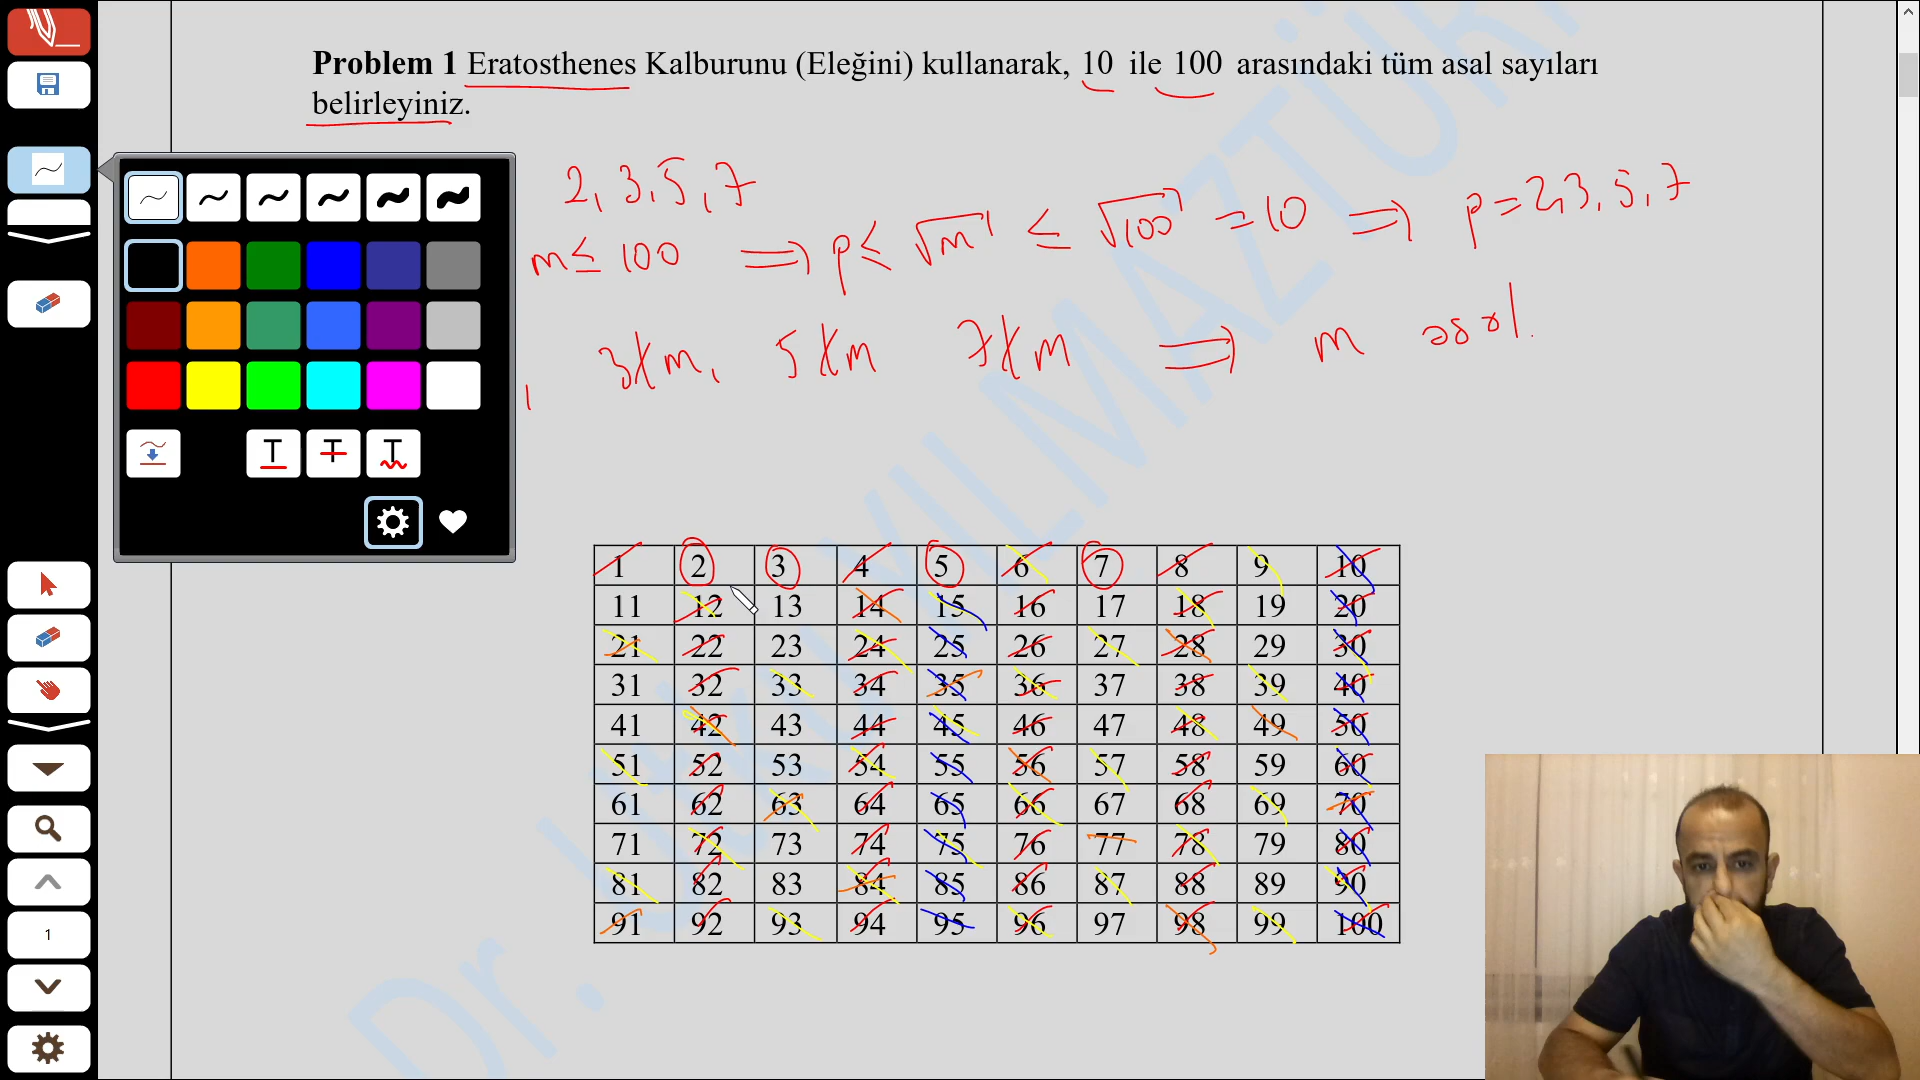 Problem 1 Eratosthenes Kalburunu (Eleğini) kullanarak, 10 ile 100 arasındaki tüm asal sayıları
belirleyiniz.
2, 3, 5, 7
m ≤ 100 ⟹ p ≤ √m ≤ √100 = 10 ⟹ p = 2, 3, 5, 7
, 3∤m, 5∤m 7∤m ⟹ m asal.
1 2 3 4 5 6 7 8 9 10
11 12 13 14 15 16 17 18 19 20
21 22 23 24 25 26 27 28 29 30
31 32 33 34 35 36 37 38 39 40
41 42 43 44 45 46 47 48 49 50
51 52 53 54 55 56 57 58 59 60
61 62 63 64 65 66 67 68 69 70
71 72 73 74 75 76 77 78 79 80
81 82 83 84 85 86 87 88 89 90
91 92 93 94 95 96 97 98 99 100
Dr. YILMAZTÜRK
T T T
1